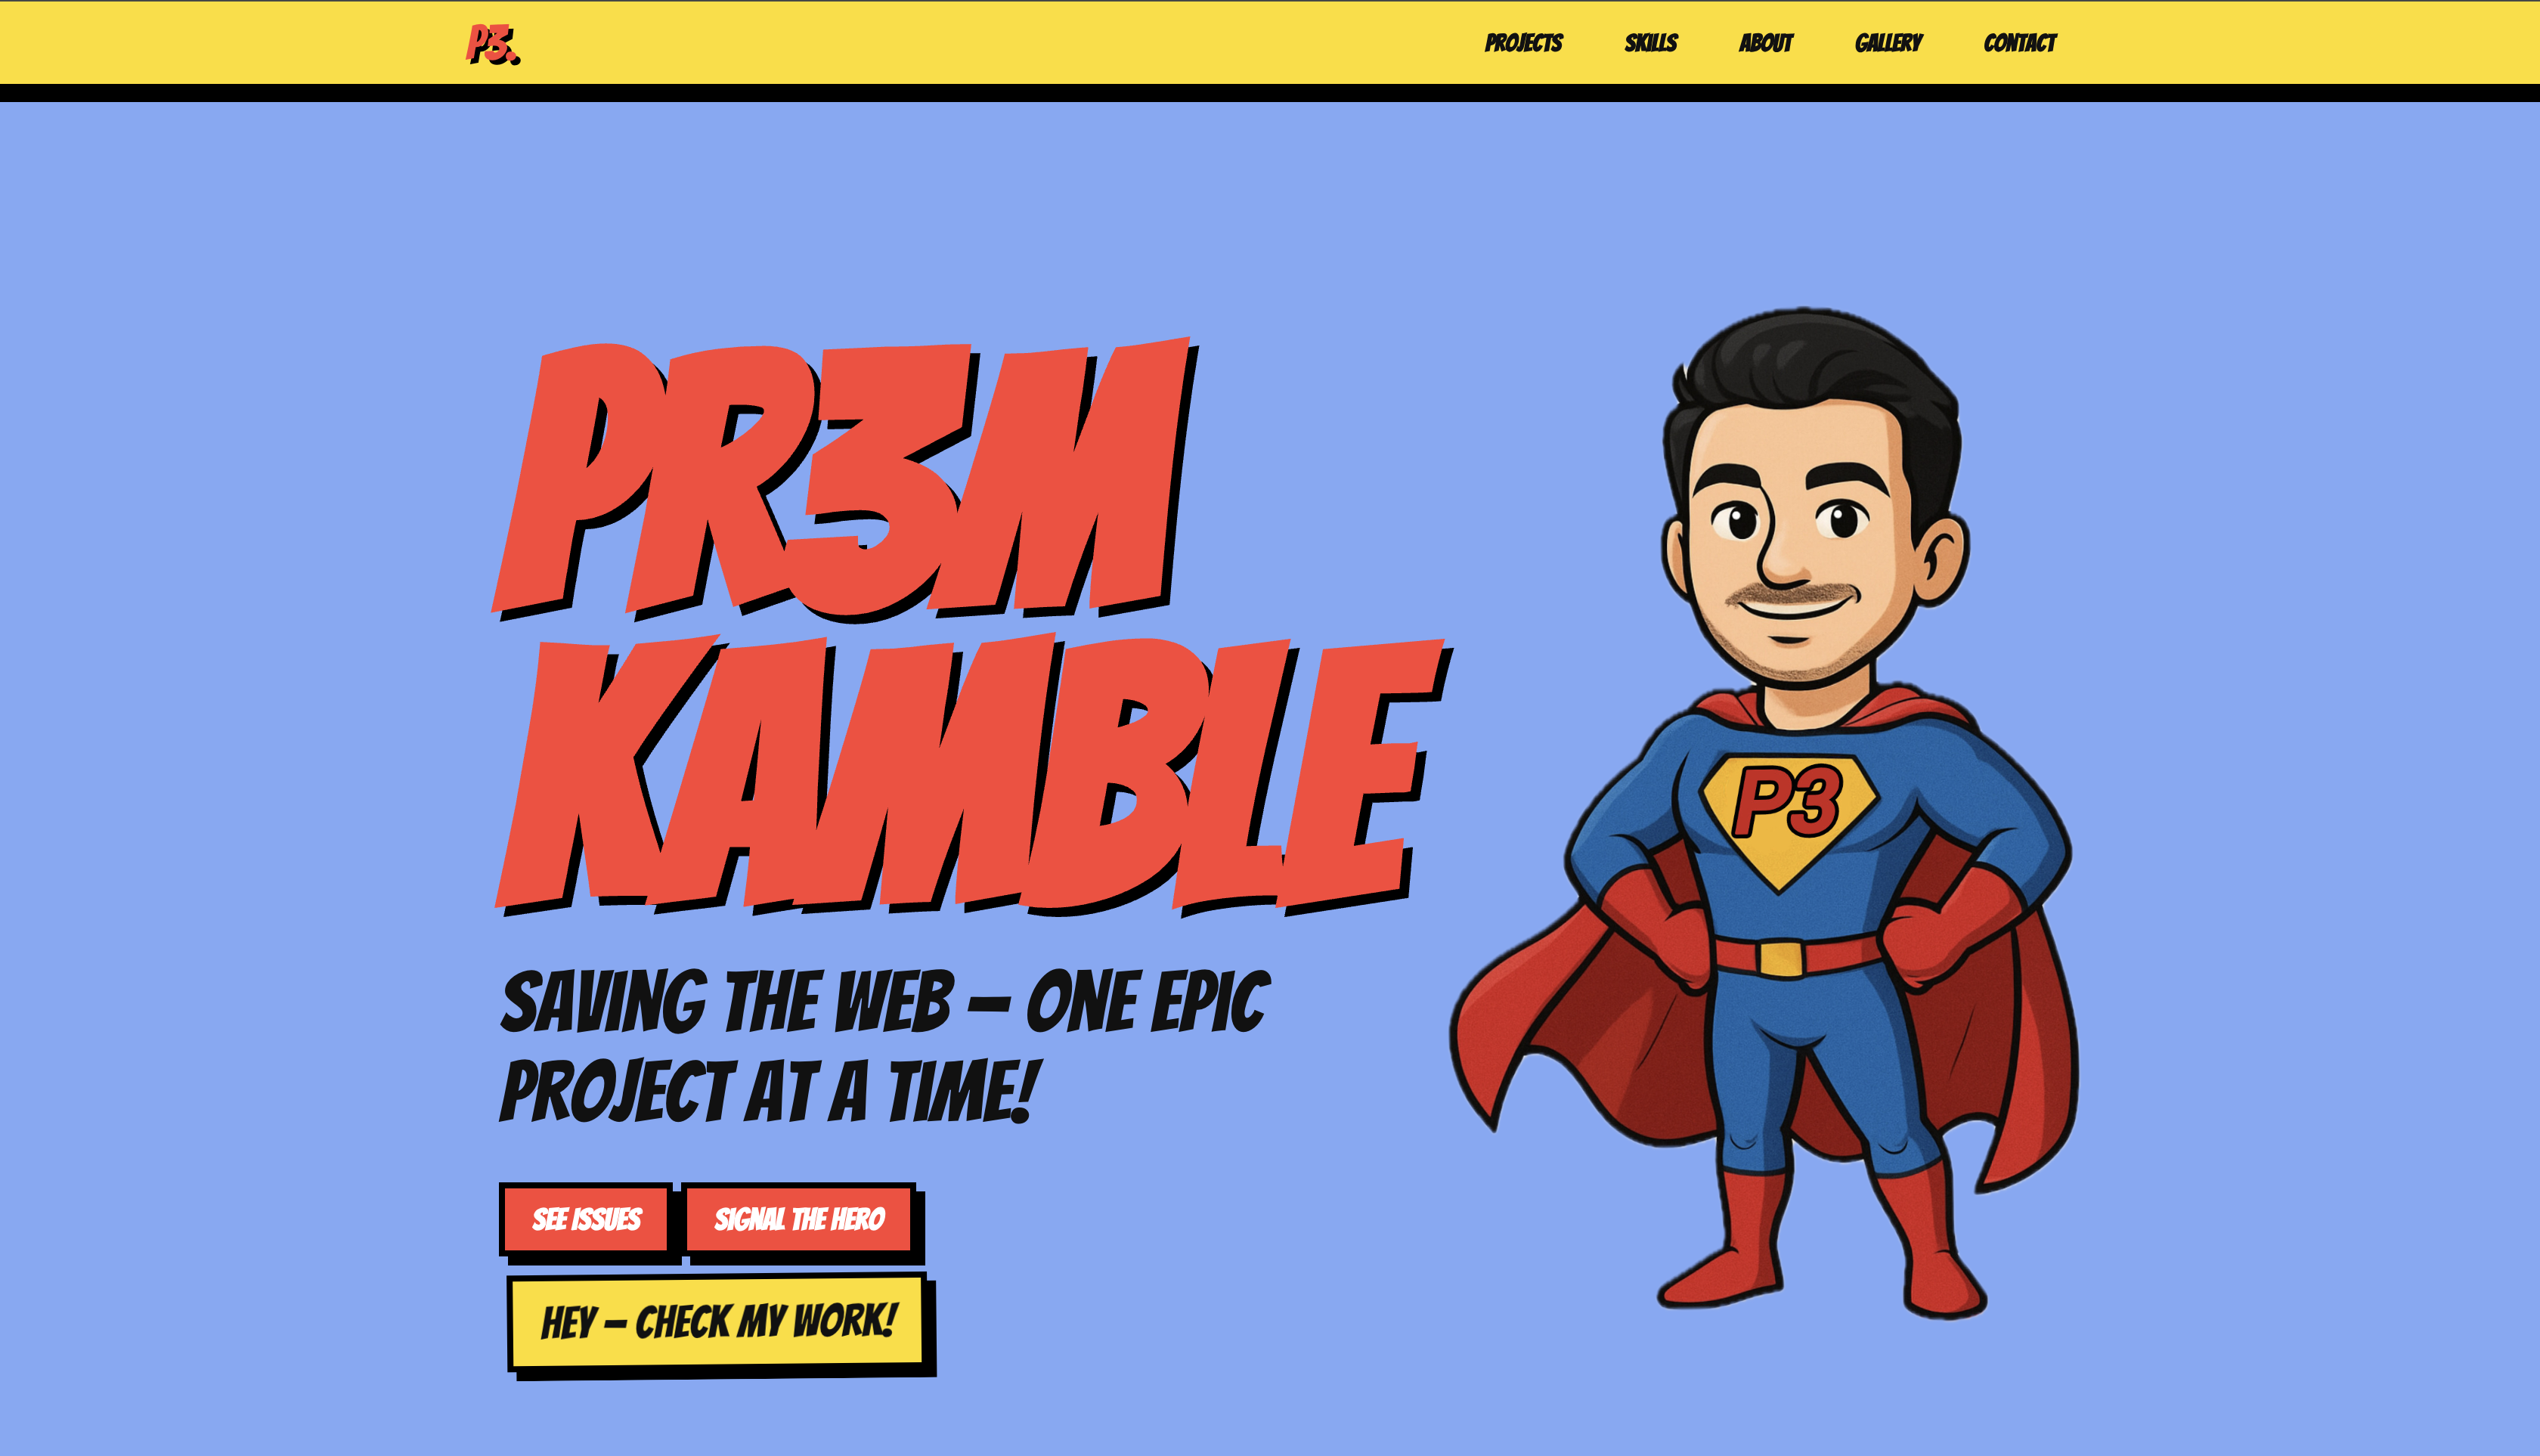 P3.
PROJECTS SKILLS ABOUT GALLERY CONTACT
PR3M
KAMBLE
P3
SAVING THE WEB – ONE EPIC
PROJECT AT A TIME!
SEE ISSUES SIGNAL THE HERO
HEY – CHECK MY WORK!